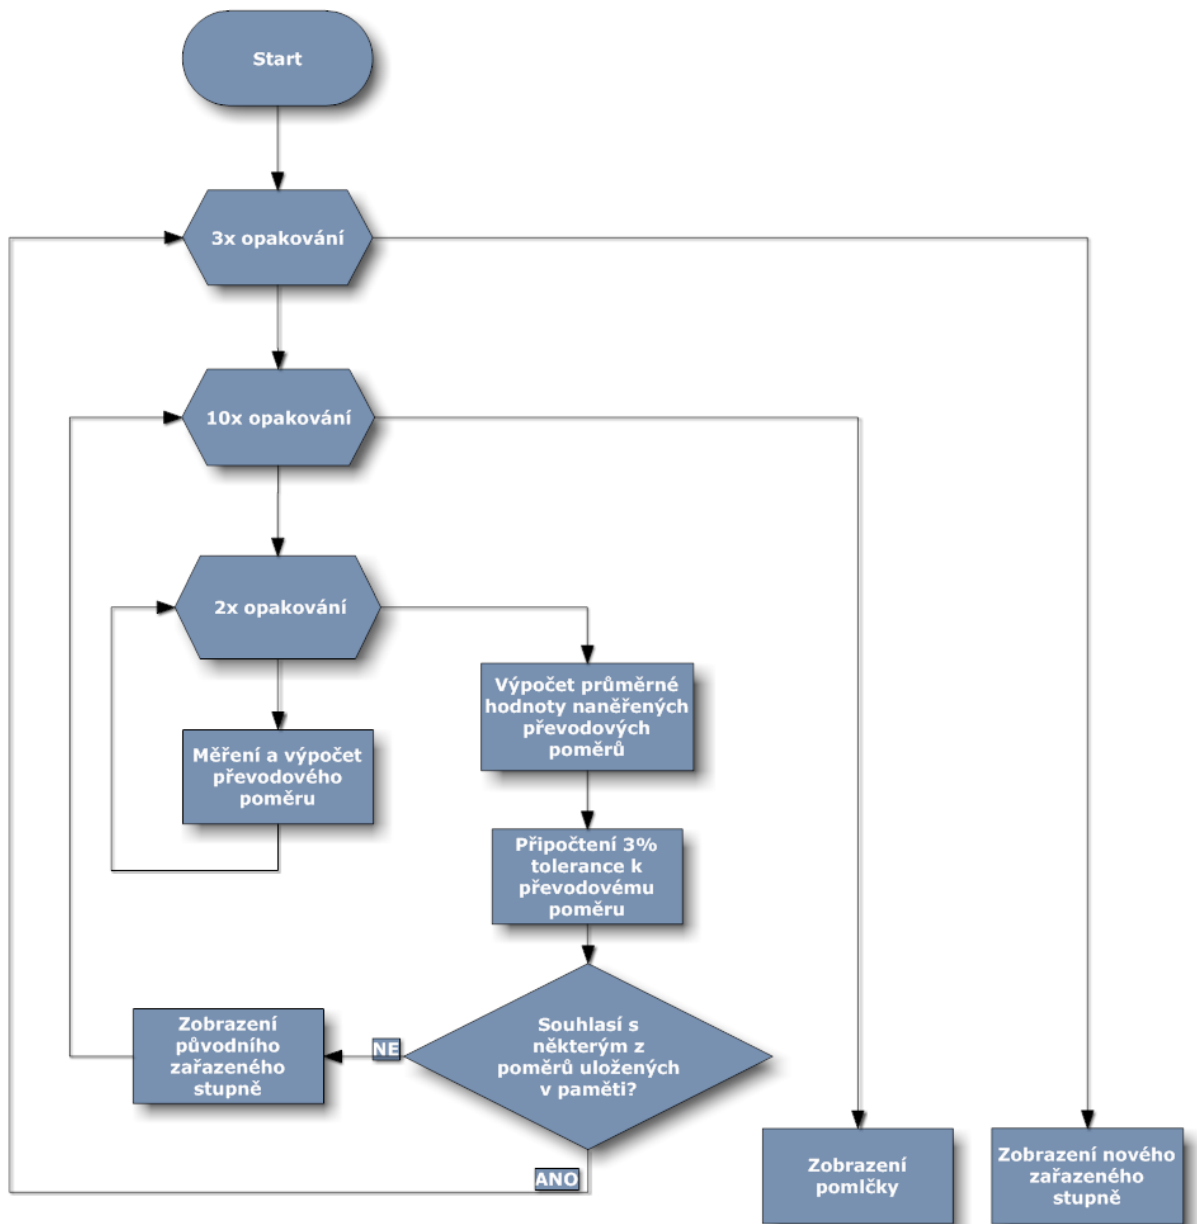 Start
3x opakování
10x opakování
2x opakování
Výpočet průměrné
hodnoty naněřených
převodových
poměrů
Měření a výpočet
převodového
poměru
Připočtení 3%
tolerance k
převodovému
poměru
Souhlasí s
některým z
poměrů uložených
v paměti?
NE
Zobrazení
původního
zařazeného
stupně
ANO
Zobrazení
pomlčky
Zobrazení nového
zařazeného
stupně